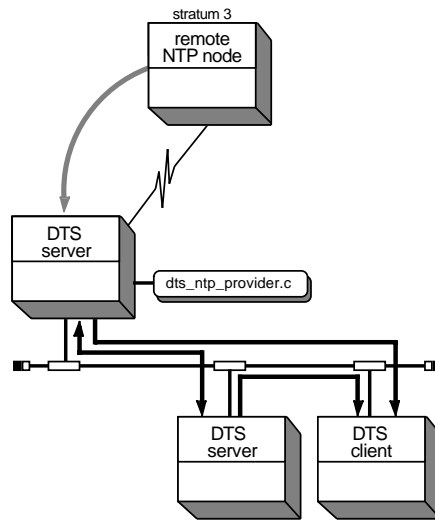 stratum 3
remote
NTP node
DTS
server
dts_ntp_provider.c
DTS
server
DTS
client